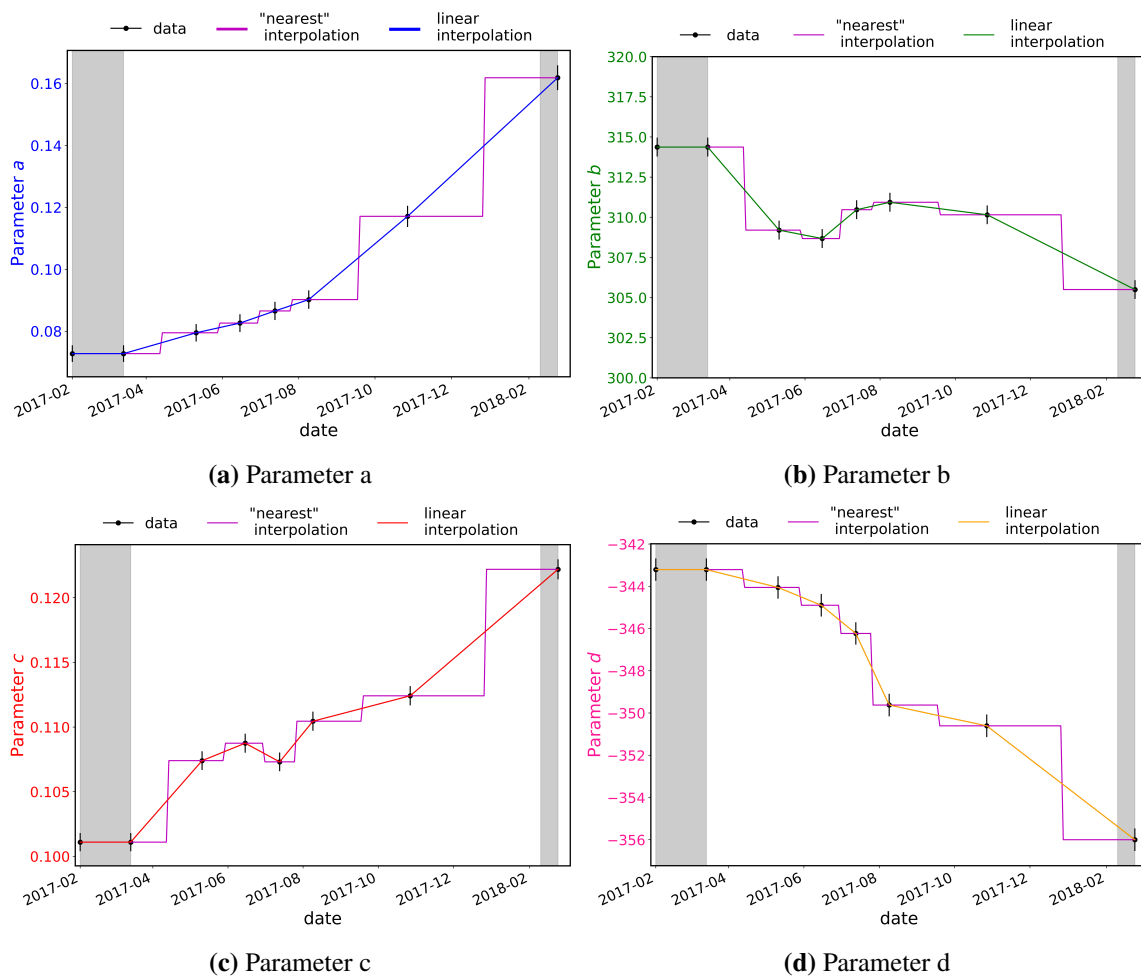 data
"nearest"
interpolation
linear
interpolation
0.16
0.14
0.12
0.10
0.08
Parameter a
2017-02
2017-04
2017-06
2017-08
2017-10
2017-12
2018-02
date
(a) Parameter a
data
"nearest"
interpolation
linear
interpolation
320.0
317.5
315.0
312.5
310.0
307.5
305.0
302.5
300.0
Parameter b
2017-02
2017-04
2017-06
2017-08
2017-10
2017-12
2018-02
date
(b) Parameter b
data
"nearest"
interpolation
linear
interpolation
0.120
0.115
0.110
0.105
0.100
Parameter c
2017-02
2017-04
2017-06
2017-08
2017-10
2017-12
2018-02
date
(c) Parameter c
data
"nearest"
interpolation
linear
interpolation
−342
−344
−346
−348
−350
−352
−354
−356
Parameter d
2017-02
2017-04
2017-06
2017-08
2017-10
2017-12
2018-02
date
(d) Parameter d